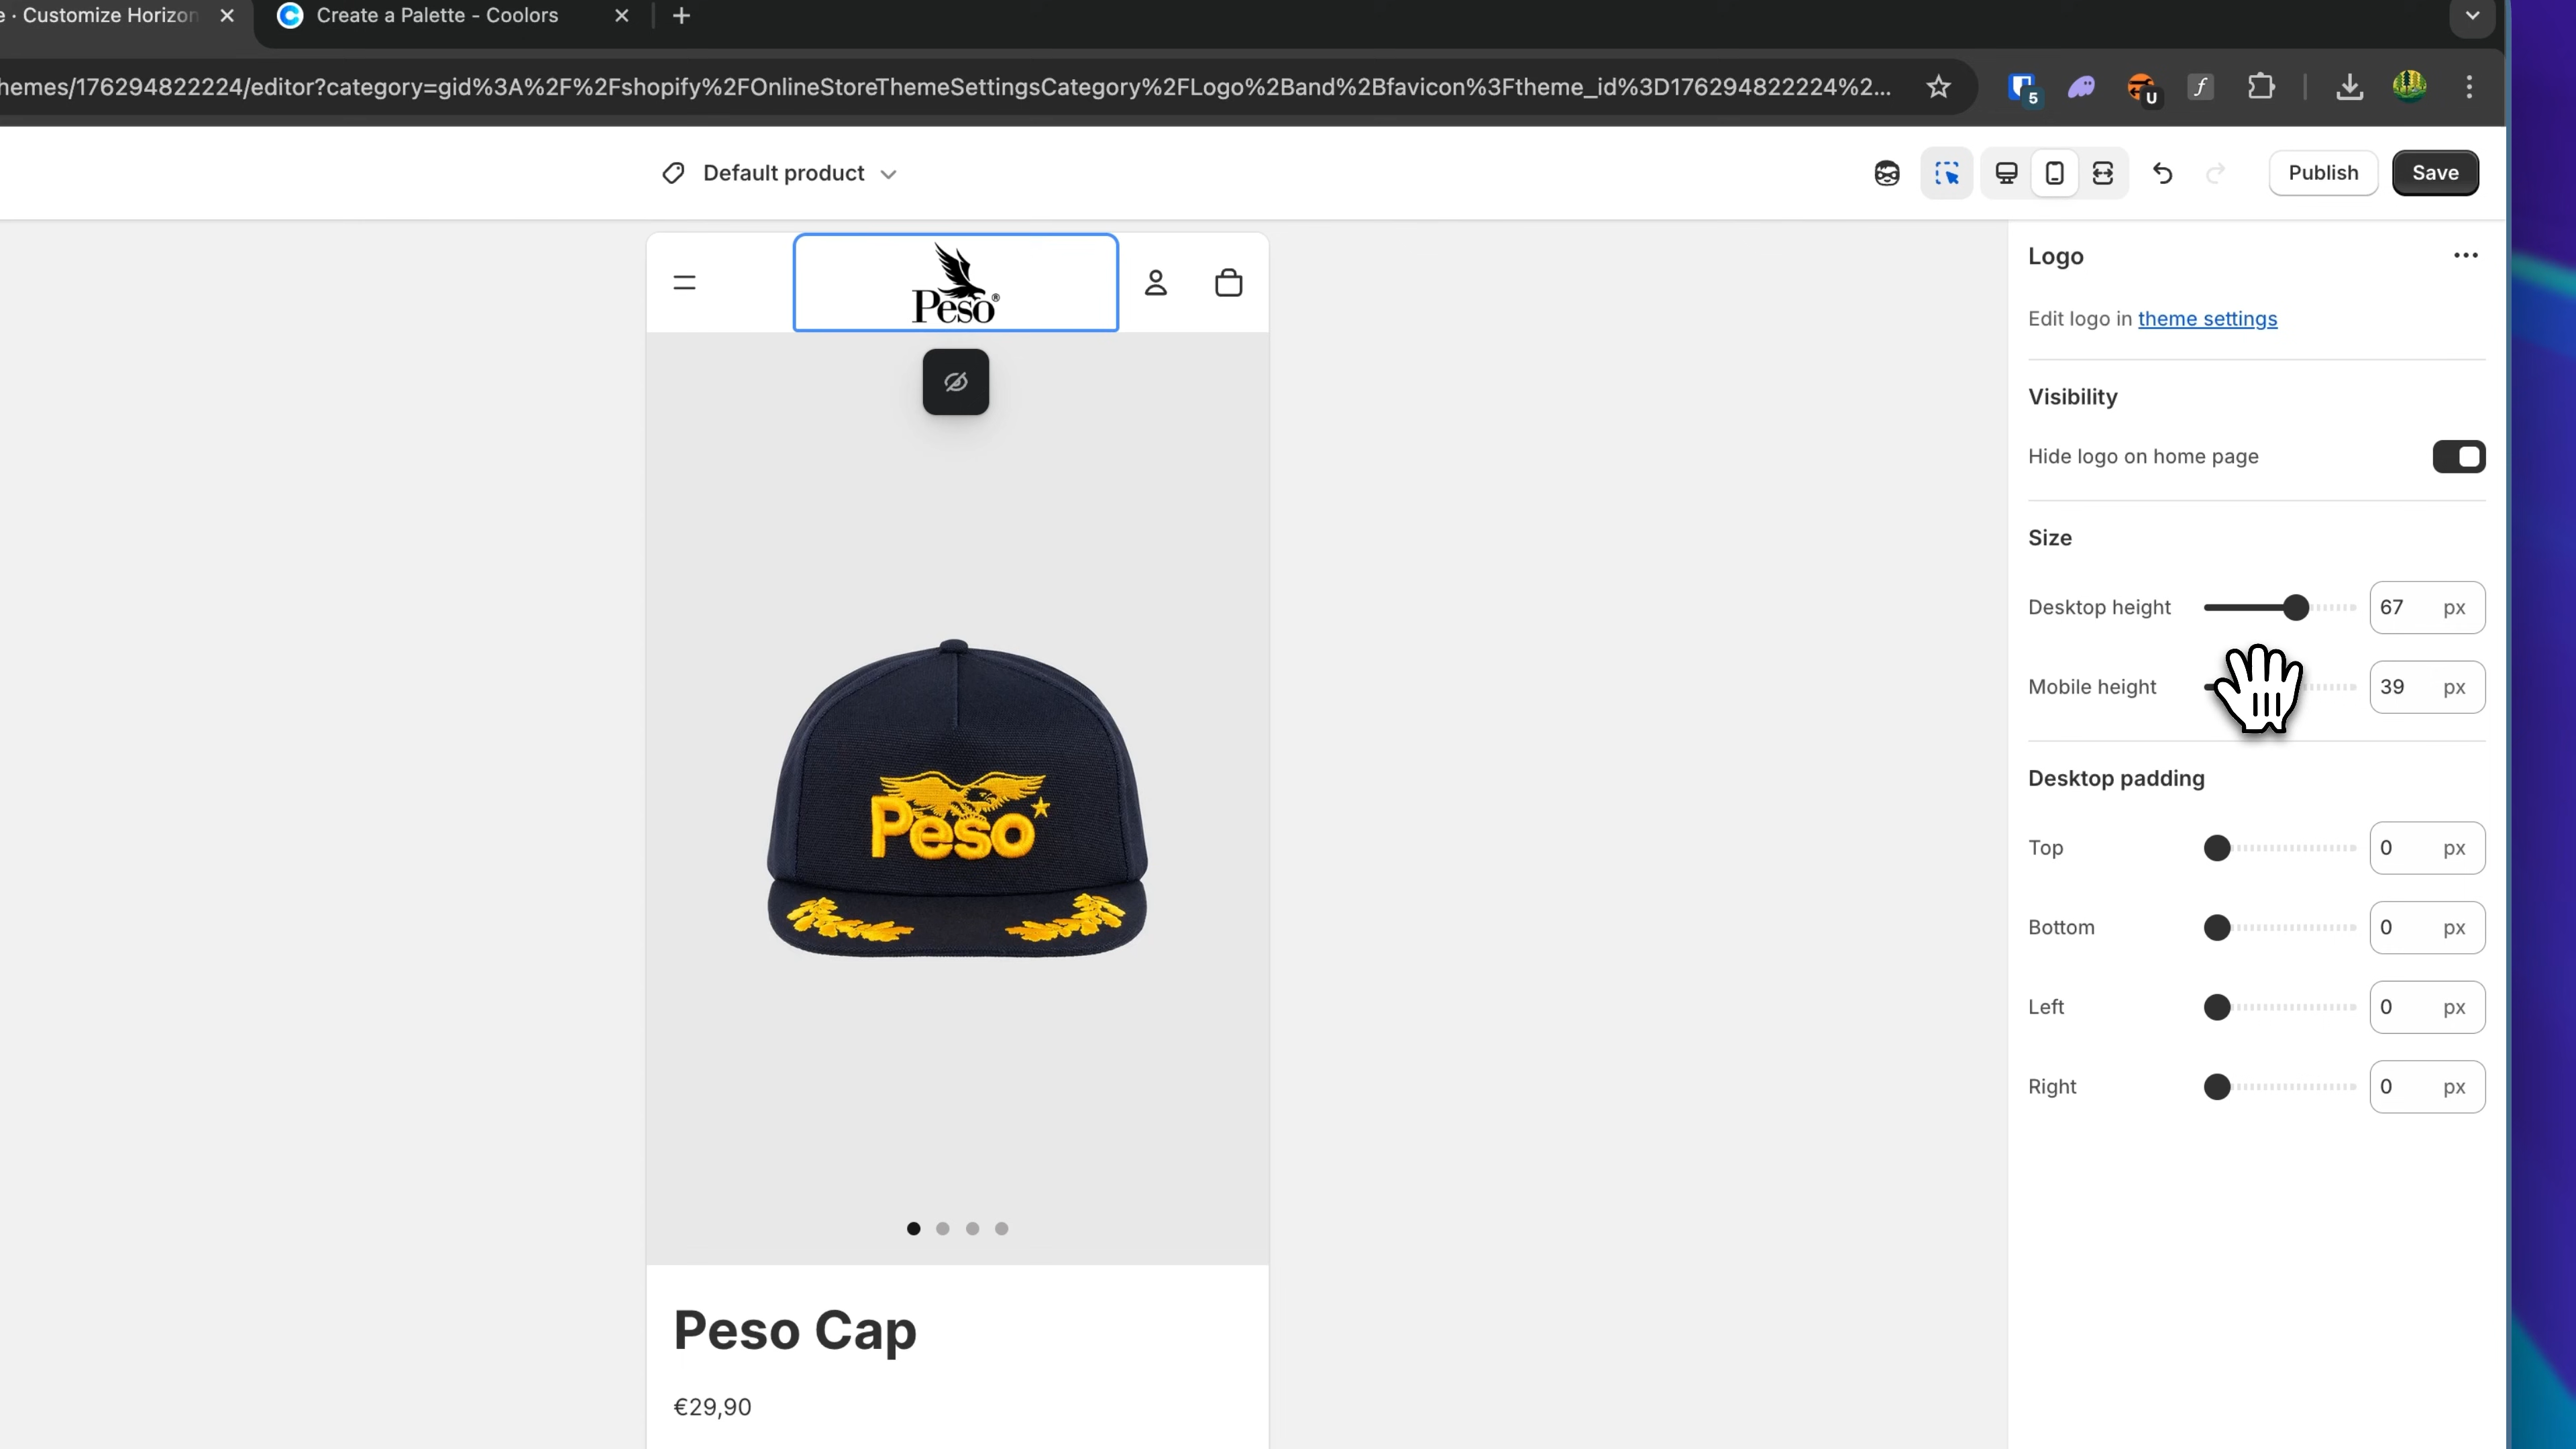 e · Customize Horizon
Create a Palette - Coolors
hemes/176294822224/editor?category=gid%3A%2F%2Fshopify%2FOnlineStoreThemeSettingsCategory%2FLogo%2Band%2Bfavicon%3Ftheme_id%3D176294822224%2...
5
U
f
Default product
Publish
Save
Peso®
Logo
Edit logo in theme settings
Visibility
Hide logo on home page
Size
Desktop height
67 px
Mobile height
39 px
Peso
Desktop padding
Top
0 px
Bottom
0 px
Left
0 px
Right
0 px
Peso Cap
€29,90